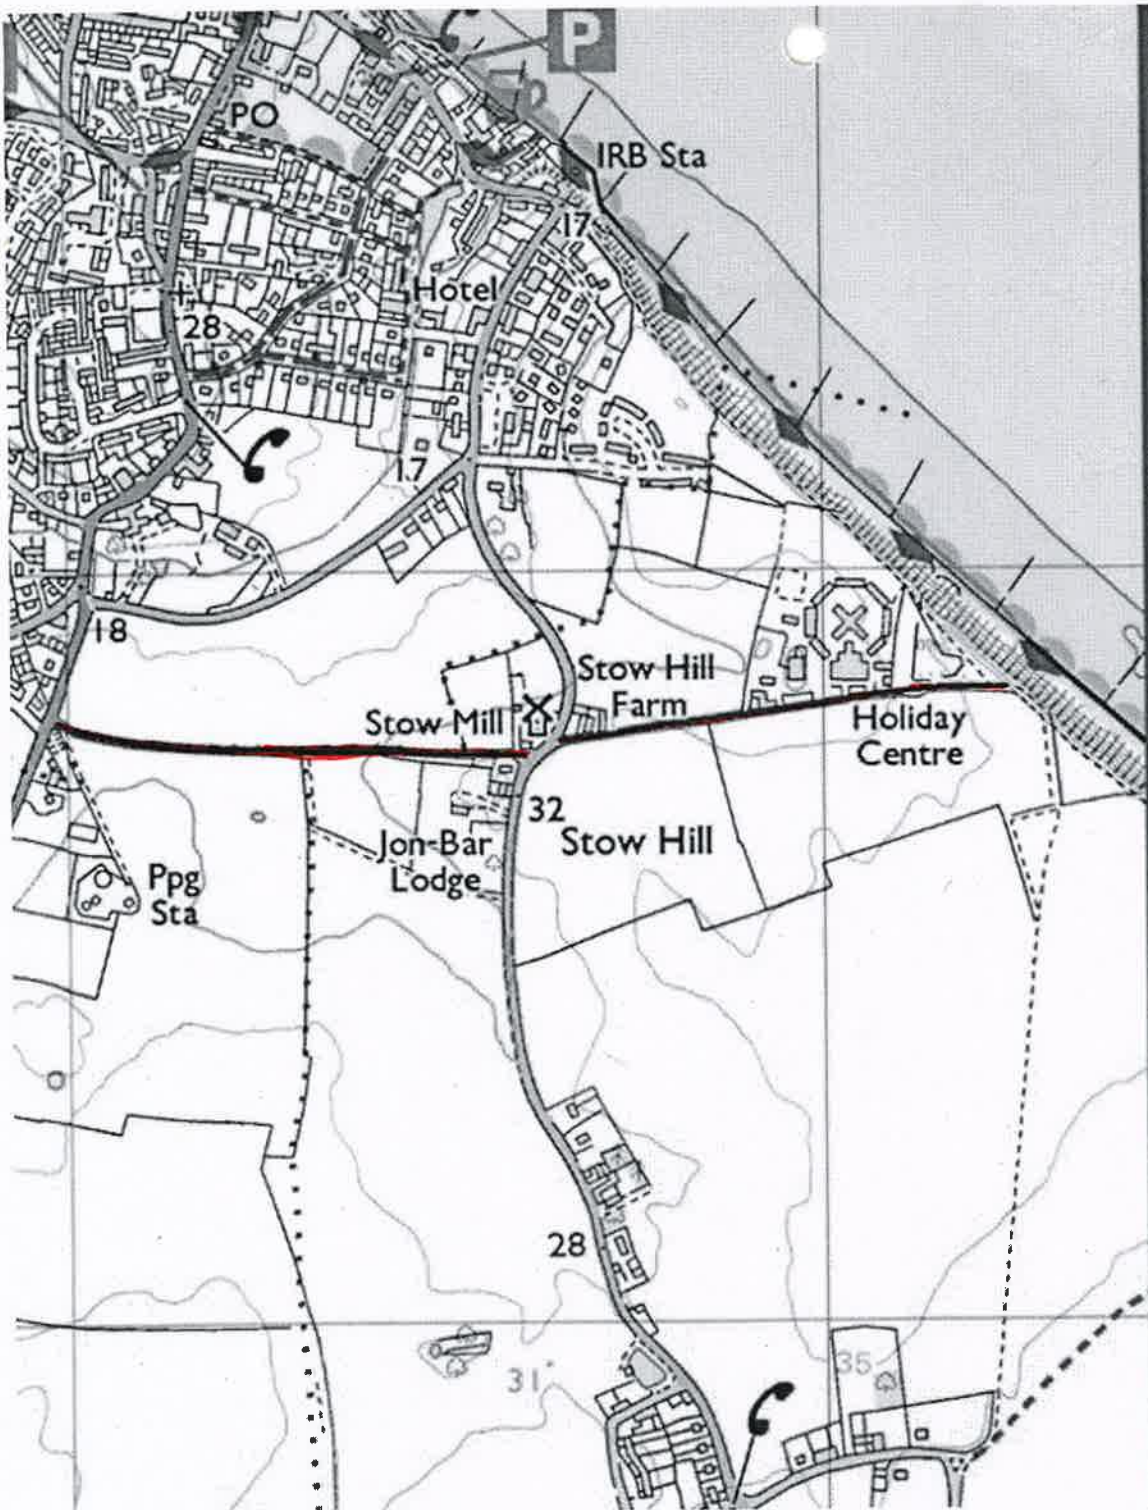 P
PO
IRB Sta
17
Hotel
28
17
18
Stow Hill
Farm
Stow Mill
Holiday
Centre
32
Stow Hill
Jon-Bar
Lodge
Ppg
Sta
28
31
35